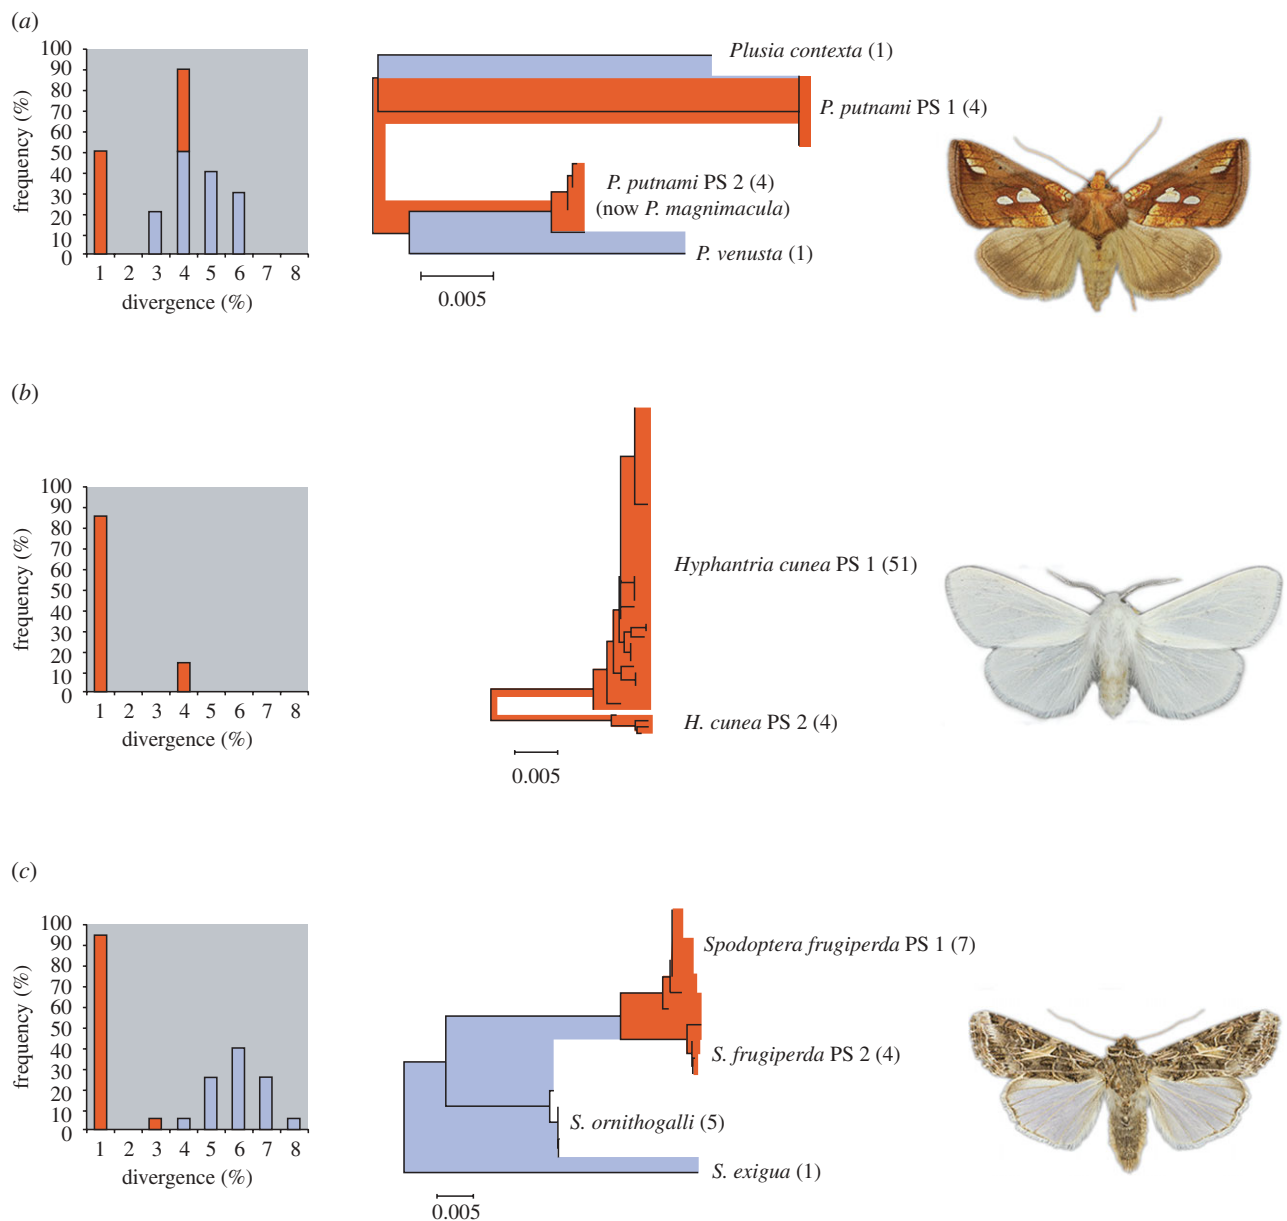 (a)
100
90
80
70
60
50
40
30
20
10
0
frequency (%)
1 2 3 4 5 6 7 8
divergence (%)
Plusia contexta (1)
P. putnami PS 1 (4)
P. putnami PS 2 (4)
(now P. magnimacula)
P. venusta (1)
0.005
(b)
100
90
80
70
60
50
40
30
20
10
0
frequency (%)
1 2 3 4 5 6 7 8
divergence (%)
Hyphantria cunea PS 1 (51)
H. cunea PS 2 (4)
0.005
(c)
100
90
80
70
60
50
40
30
20
10
0
frequency (%)
1 2 3 4 5 6 7 8
divergence (%)
Spodoptera frugiperda PS 1 (7)
S. frugiperda PS 2 (4)
S. ornithogalli (5)
S. exigua (1)
0.005